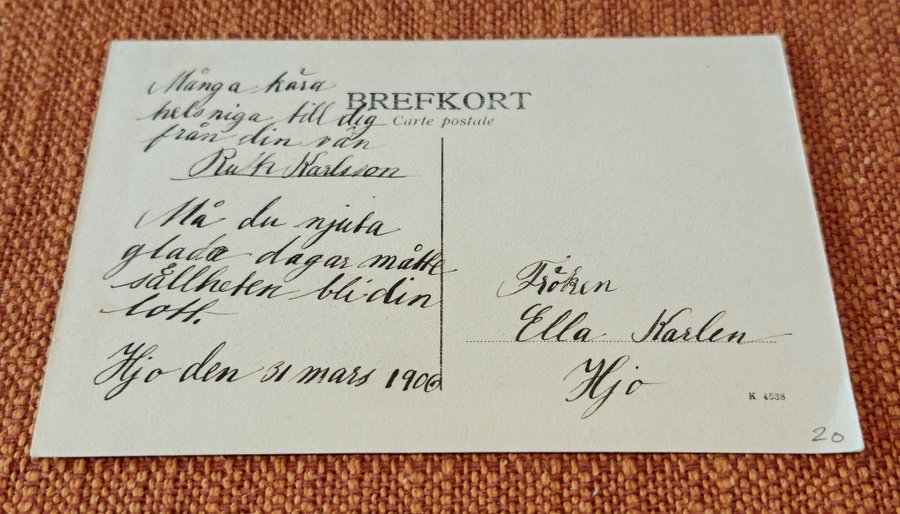 Många kära
helsniga till dig
från din vän
Ruth Karlsson
Må du njuta
glada dagar måtte
sållheten bli din
lott.
Hjo den 31 mars 1906
BREFKORT
Carte postale
Fröken
Ella Karlen
Hjo
K 4538
20